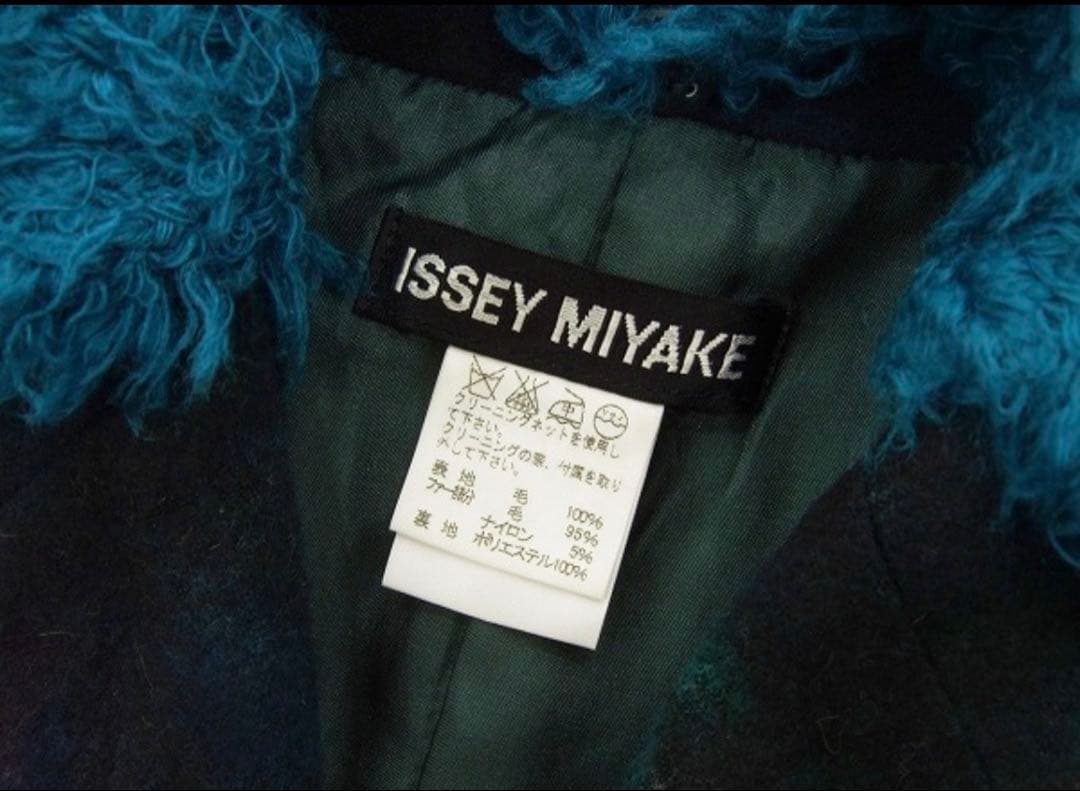 ISSEY MIYAKE
クリーニングネットを使用し
て下さい。
クリーニングの際、付属を取り
外して下さい。
表 地 毛 100%
ファー部分 毛 95%
ナイロン 5%
裏 地 ポリエステル100%